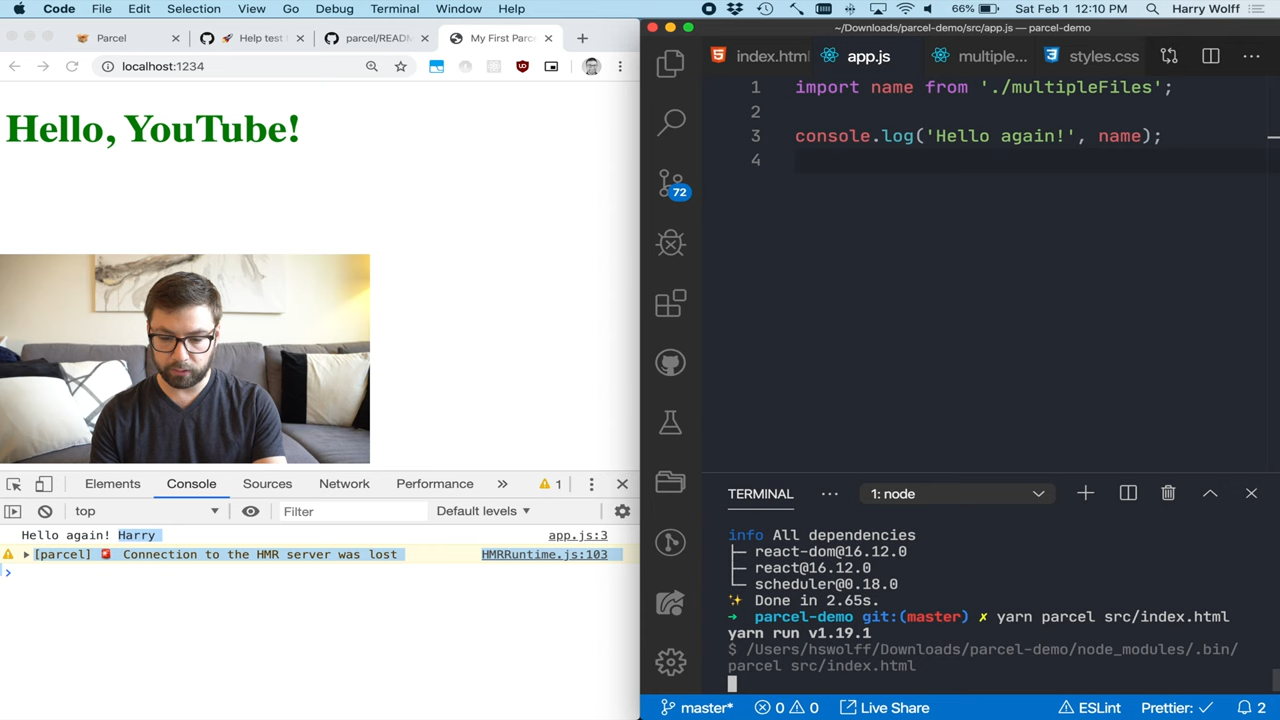 Code File Edit Selection View Go Debug Terminal Window Help 66% Sat Feb 1 12:10 PM Harry Wolff
Parcel
Help test
parcel/READM
My First Parce
localhost:1234
Hello, YouTube!
Elements Console Sources Network Performance 1
top Filter Default levels
Hello again! Harry app.js:3
[parcel] 🚨 Connection to the HMR server was lost HMRRuntime.js:103
~/Downloads/parcel-demo/src/app.js — parcel-demo
index.html app.js multiple... styles.css
1 import name from './multipleFiles';
2
3 console.log('Hello again!', name);
4
72
TERMINAL 1: node
info All dependencies
├─ react-dom@16.12.0
├─ react@16.12.0
└─ scheduler@0.18.0
✨ Done in 2.65s.
➜ parcel-demo git:(master) ✗ yarn parcel src/index.html
yarn run v1.19.1
$ /Users/hswolff/Downloads/parcel-demo/node_modules/.bin/
parcel src/index.html
master* 0 0 Live Share ESLint Prettier: ✓ 2